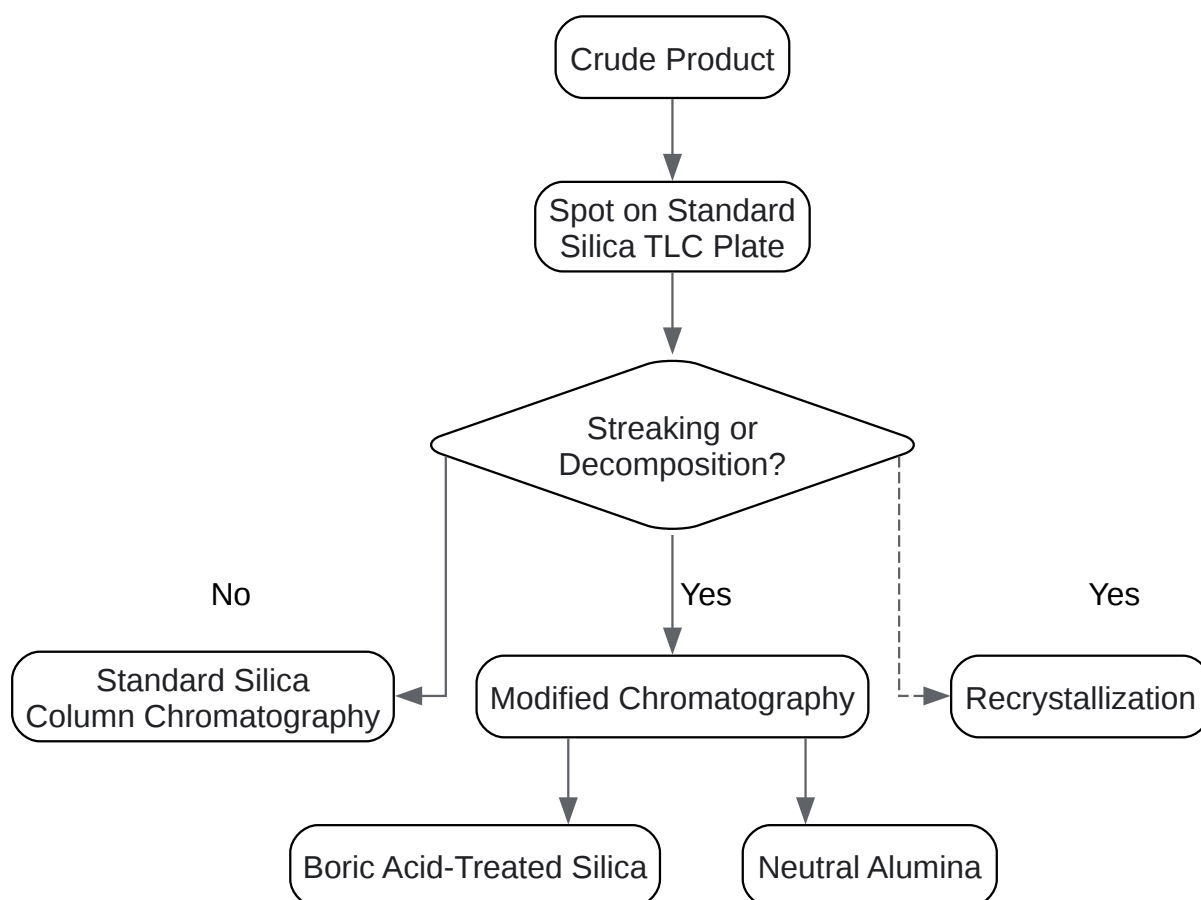 Crude Product
Spot on Standard
Silica TLC Plate
Streaking or
Decomposition?
No
Yes
Yes
Standard Silica
Column Chromatography
Modified Chromatography
Recrystallization
Boric Acid-Treated Silica
Neutral Alumina